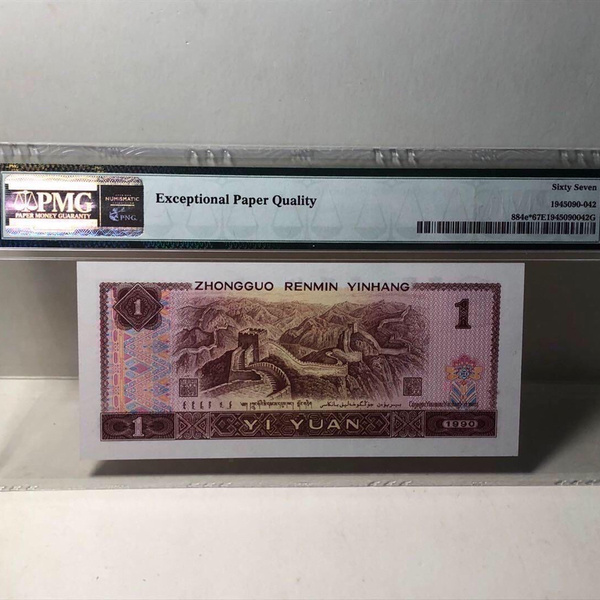 PMG
PAPER MONEY GUARANTY
NUMISMATIC
PNG
Exceptional Paper Quality
Sixty Seven
1945090-042
884e*67E1945090042G
ZHONGGUO RENMIN YINHANG
1
1
1
YI YUAN
1990